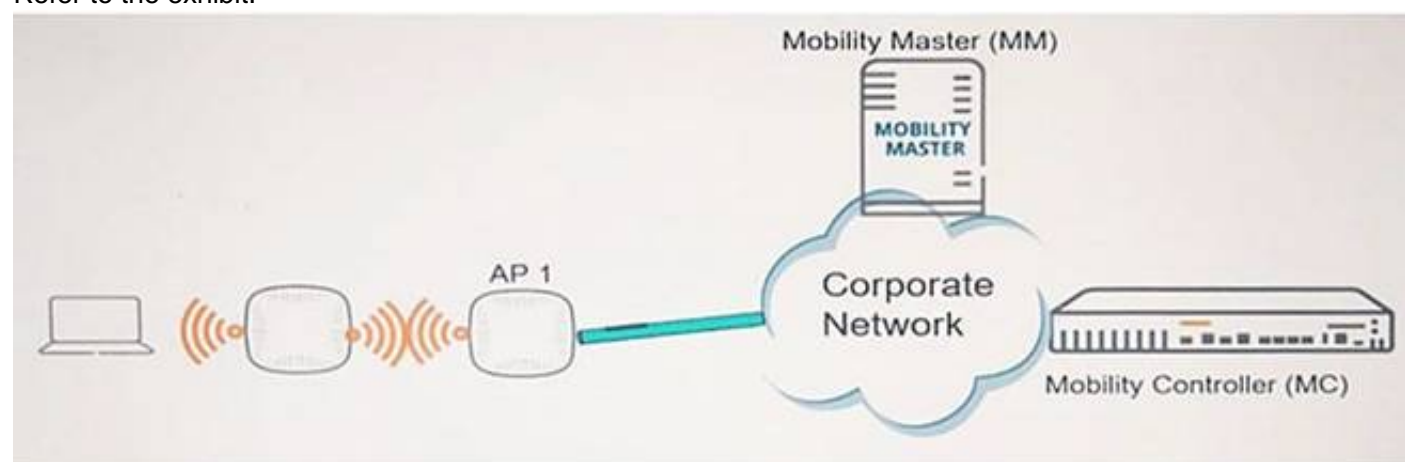 Refer to the exhibit.
Mobility Master (MM)
MOBILITY
MASTER
AP 1
Corporate
Network
Mobility Controller (MC)